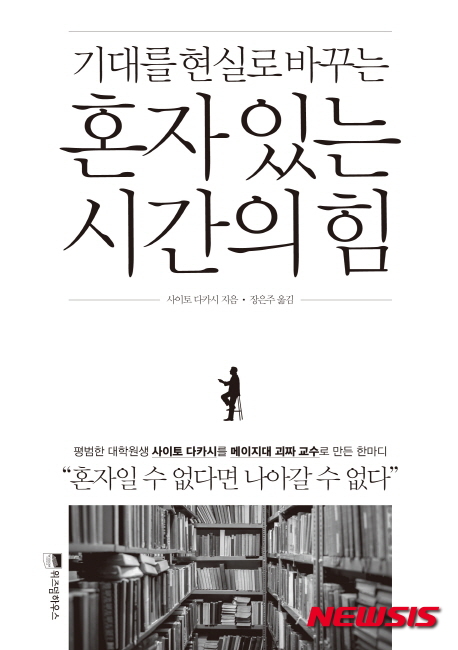 기대를 현실로 바꾸는
혼자 있는
시간의 힘
사이토 다카시 지음 • 장은주 옮김
평범한 대학원생 사이토 다카시를 메이지대 괴짜 교수로 만든 한마디
“혼자일 수 없다면 나아갈 수 없다”
위즈덤하우스
NEWSIS